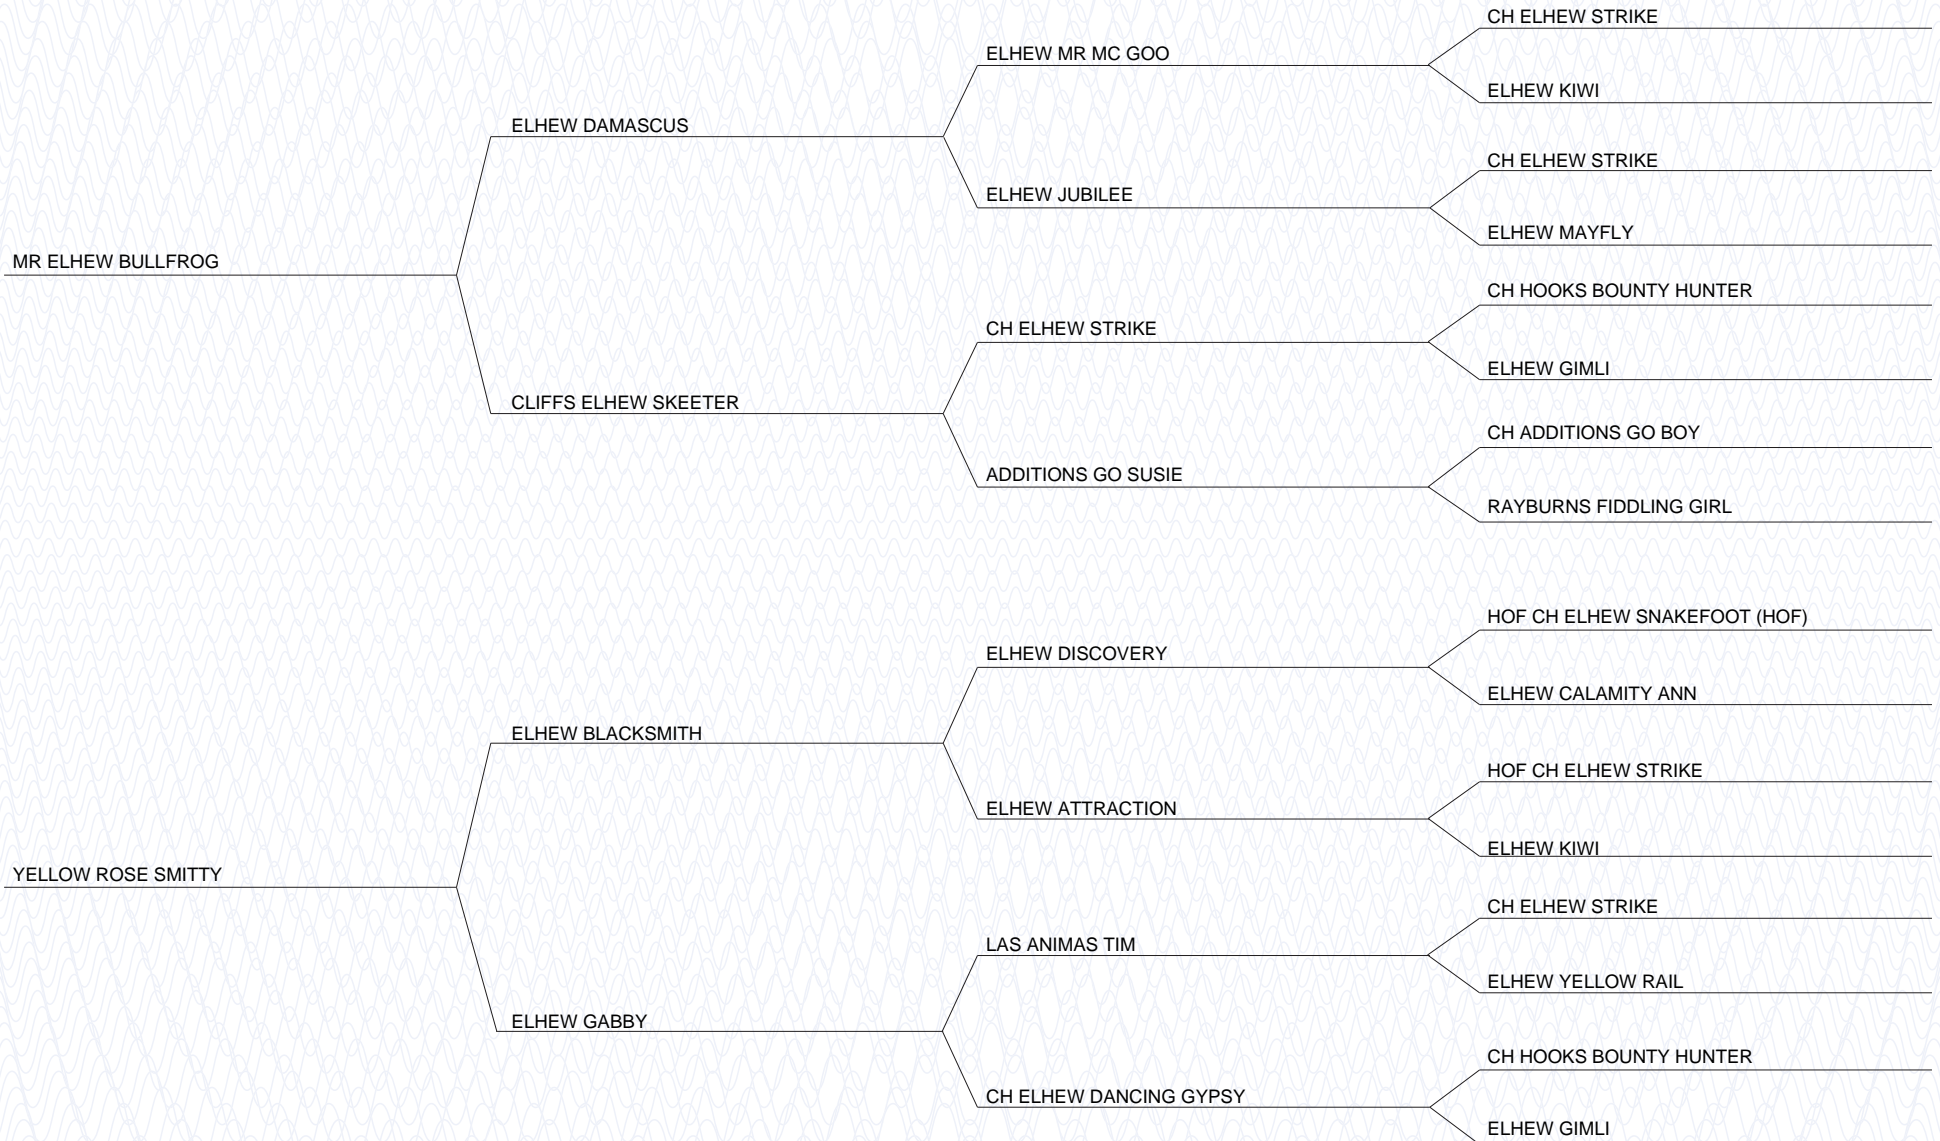 CH ELHEW STRIKE
ELHEW MR MC GOO
ELHEW KIWI
ELHEW DAMASCUS
CH ELHEW STRIKE
ELHEW JUBILEE
ELHEW MAYFLY
MR ELHEW BULLFROG
CH HOOKS BOUNTY HUNTER
CH ELHEW STRIKE
ELHEW GIMLI
CLIFFS ELHEW SKEETER
CH ADDITIONS GO BOY
ADDITIONS GO SUSIE
RAYBURNS FIDDLING GIRL
HOF CH ELHEW SNAKEFOOT (HOF)
ELHEW DISCOVERY
ELHEW CALAMITY ANN
ELHEW BLACKSMITH
HOF CH ELHEW STRIKE
ELHEW ATTRACTION
ELHEW KIWI
YELLOW ROSE SMITTY
CH ELHEW STRIKE
LAS ANIMAS TIM
ELHEW YELLOW RAIL
ELHEW GABBY
CH HOOKS BOUNTY HUNTER
CH ELHEW DANCING GYPSY
ELHEW GIMLI